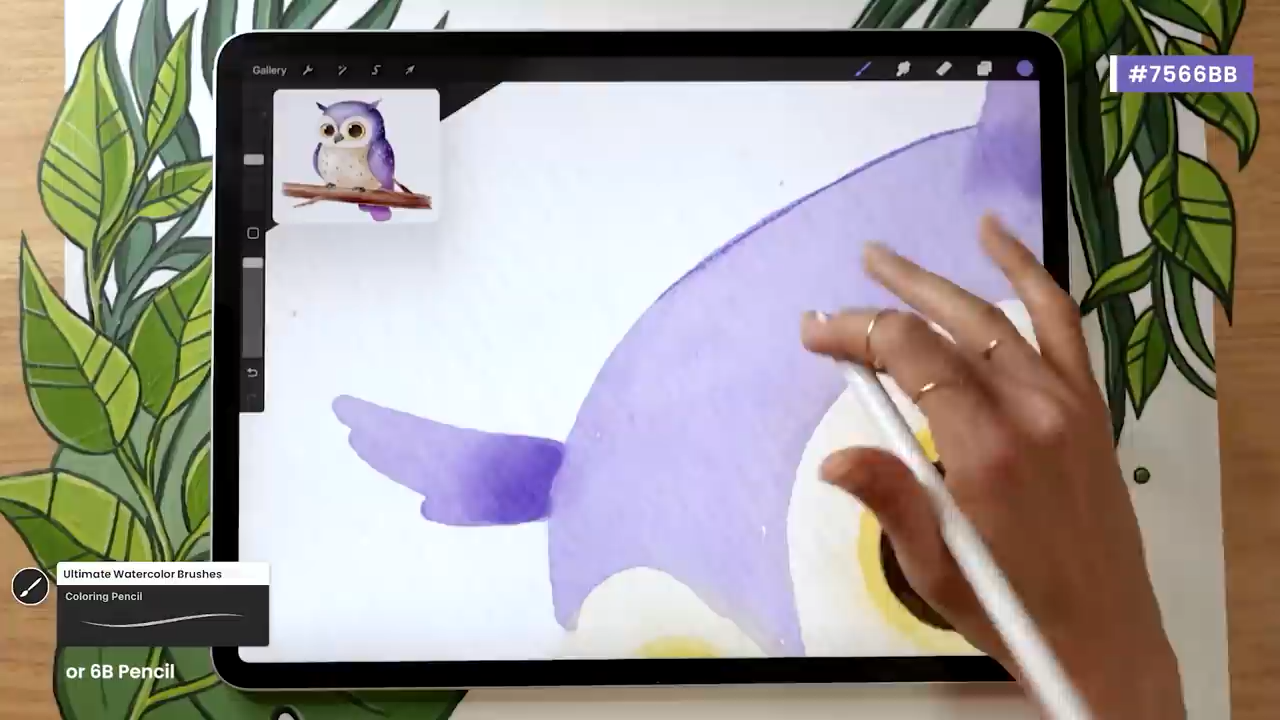 Gallery
#7566BB
Ultimate Watercolor Brushes
Coloring Pencil
or 6B Pencil